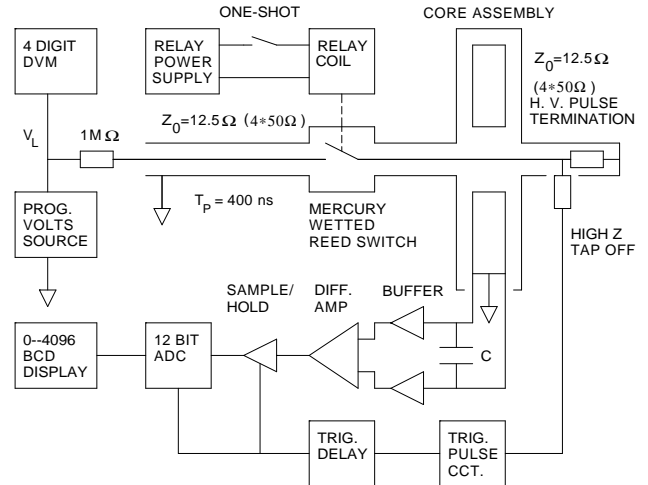 ONE-SHOT
CORE ASSEMBLY
4 DIGIT
DVM
RELAY
POWER
SUPPLY
RELAY
COIL
Z0=12.5Ω
(4*50Ω)
H. V. PULSE
TERMINATION
VL
1MΩ
Z0=12.5Ω (4*50Ω)
PROG.
VOLTS
SOURCE
TP = 400 ns
MERCURY
WETTED
REED SWITCH
HIGH Z
TAP OFF
SAMPLE/
HOLD
DIFF.
AMP
BUFFER
0--4096
BCD
DISPLAY
12 BIT
ADC
C
TRIG.
DELAY
TRIG.
PULSE
CCT.